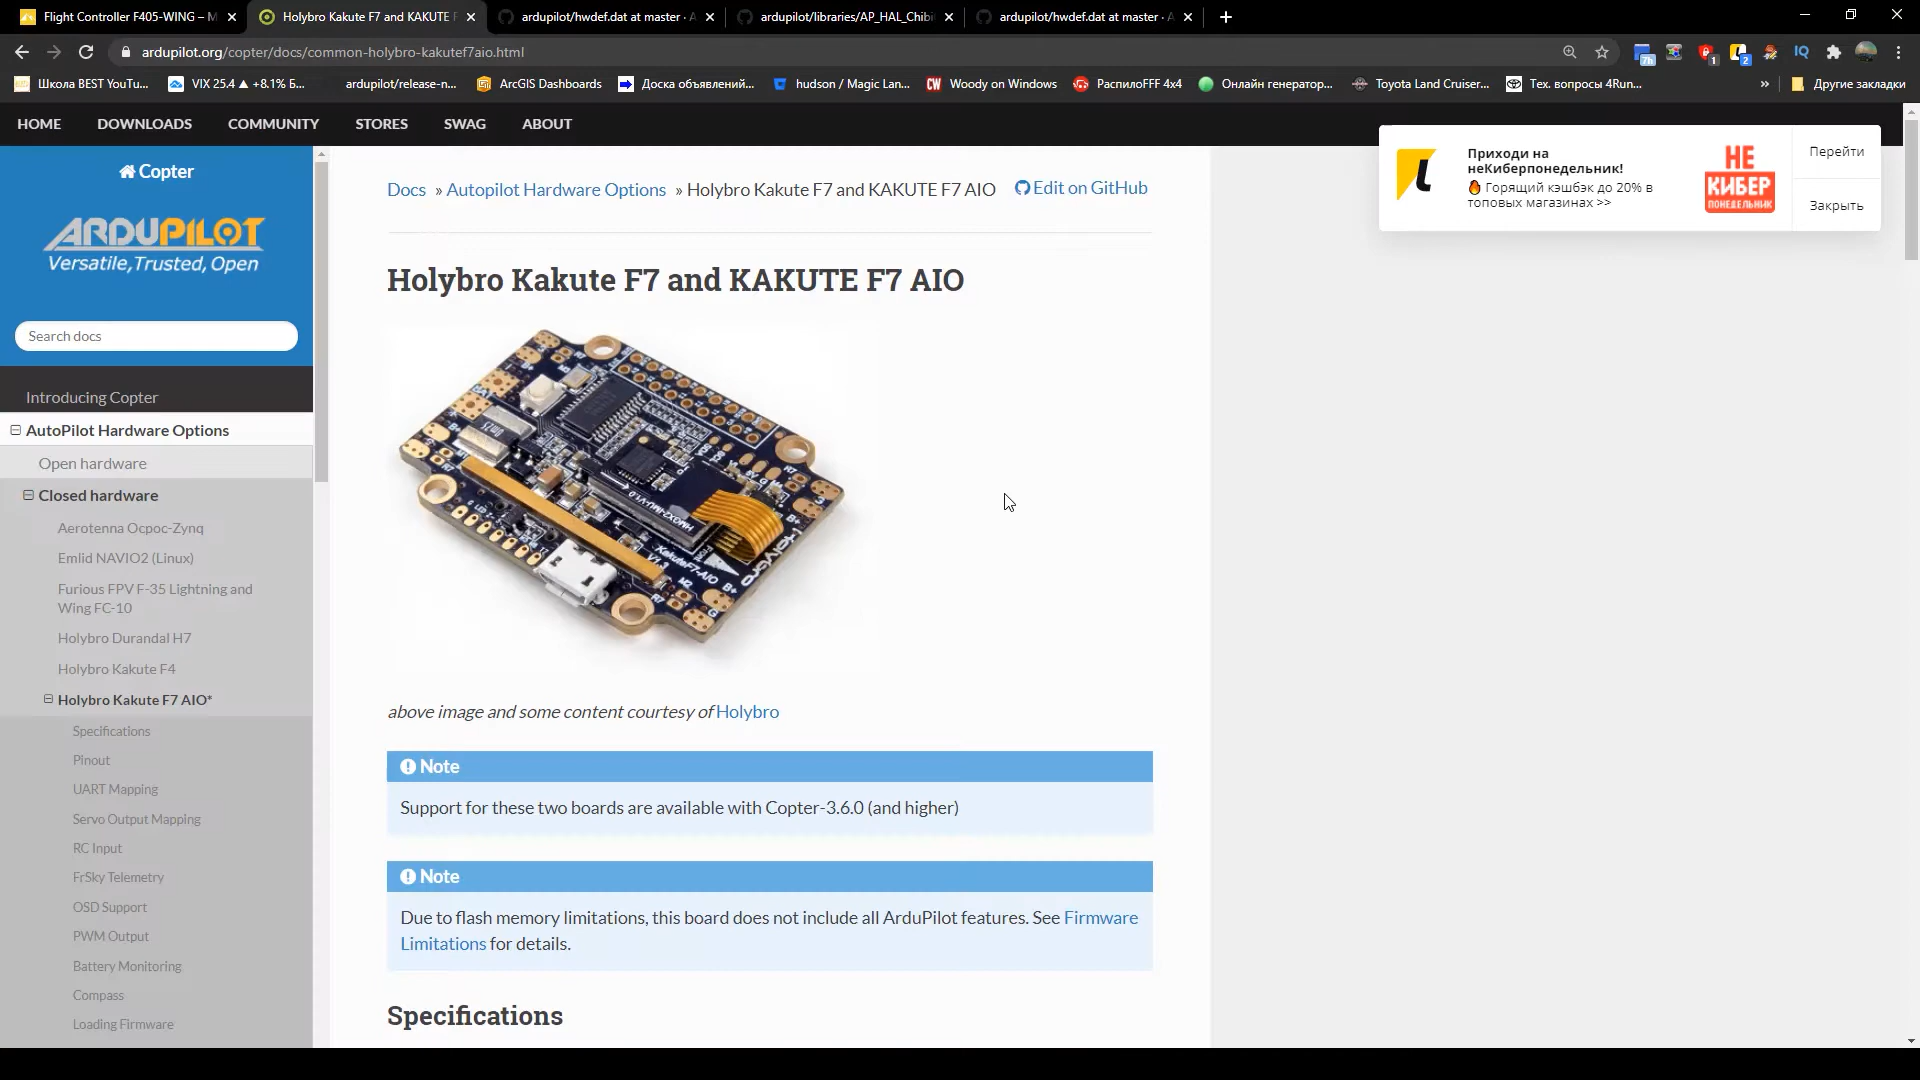 Flight Controller F405-WING – M
Holybro Kakute F7 and KAKUTE F
ardupilot/hwdef.dat at master · A
ardupilot/libraries/AP_HAL_Chibi
ardupilot/hwdef.dat at master · A
ardupilot.org/copter/docs/common-holybro-kakutef7aio.html
7h
1
2
IQ
Школа BEST YouTu...
VIX 25.4 ▲ +8.1% Б...
ardupilot/release-n...
ArcGIS Dashboards
Доска объявлений...
hudson / Magic Lan...
CW Woody on Windows
РаспилоFFF 4x4
Онлайн генератор...
Toyota Land Cruiser...
Тех. вопросы 4Run...
»
Другие закладки
HOME
DOWNLOADS
COMMUNITY
STORES
SWAG
ABOUT
Приходи на
неКиберпонедельник!
🔥 Горящий кэшбэк до 20% в
топовых магазинах >>
НЕ
КИБЕР
ПОНЕДЕЛЬНИК
Перейти
Закрыть
Copter
ARDUPILOT
Versatile,Trusted, Open
Search docs
Introducing Copter
AutoPilot Hardware Options
Open hardware
Closed hardware
Aerotenna Ocpoc-Zynq
Emlid NAVIO2 (Linux)
Furious FPV F-35 Lightning and
Wing FC-10
Holybro Durandal H7
Holybro Kakute F4
Holybro Kakute F7 AIO*
Specifications
Pinout
UART Mapping
Servo Output Mapping
RC Input
FrSky Telemetry
OSD Support
PWM Output
Battery Monitoring
Compass
Loading Firmware
Docs » Autopilot Hardware Options » Holybro Kakute F7 and KAKUTE F7 AIO
Edit on GitHub
Holybro Kakute F7 and KAKUTE F7 AIO
KakuteF7-AIO
V1.3
Holybro
above image and some content courtesy of Holybro
Note
Support for these two boards are available with Copter-3.6.0 (and higher)
Note
Due to flash memory limitations, this board does not include all ArduPilot features. See Firmware
Limitations for details.
Specifications